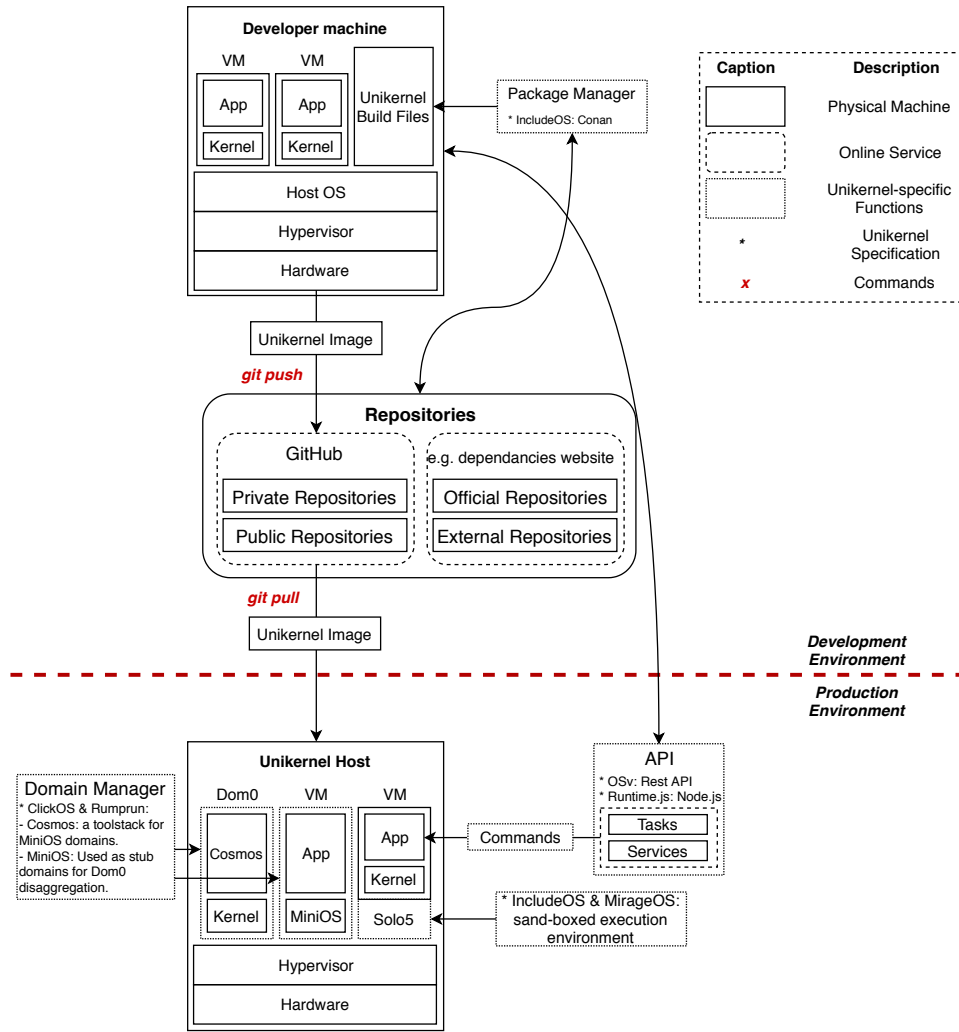 Developer machine
VM
VM
App
App
Kernel
Kernel
Unikernel
Build Files
Host OS
Hypervisor
Hardware
Package Manager
* IncludeOS: Conan
Caption
Description
Physical Machine
Online Service
Unikernel-specific
Functions
*
Unikernel
Specification
x
Commands
Unikernel Image
git push
Repositories
GitHub
Private Repositories
Public Repositories
e.g. dependancies website
Official Repositories
External Repositories
git pull
Unikernel Image
Development
Environment
Production
Environment
Unikernel Host
Dom0
VM
VM
Cosmos
App
App
Kernel
Kernel
MiniOS
Solo5
Hypervisor
Hardware
Domain Manager
* ClickOS & Rumprun:
- Cosmos: a toolstack for
MiniOS domains.
- MiniOS: Used as stub
domains for Dom0
disaggregation.
Commands
API
* OSv: Rest API
* Runtime.js: Node.js
Tasks
Services
* IncludeOS & MirageOS:
sand-boxed execution
environment